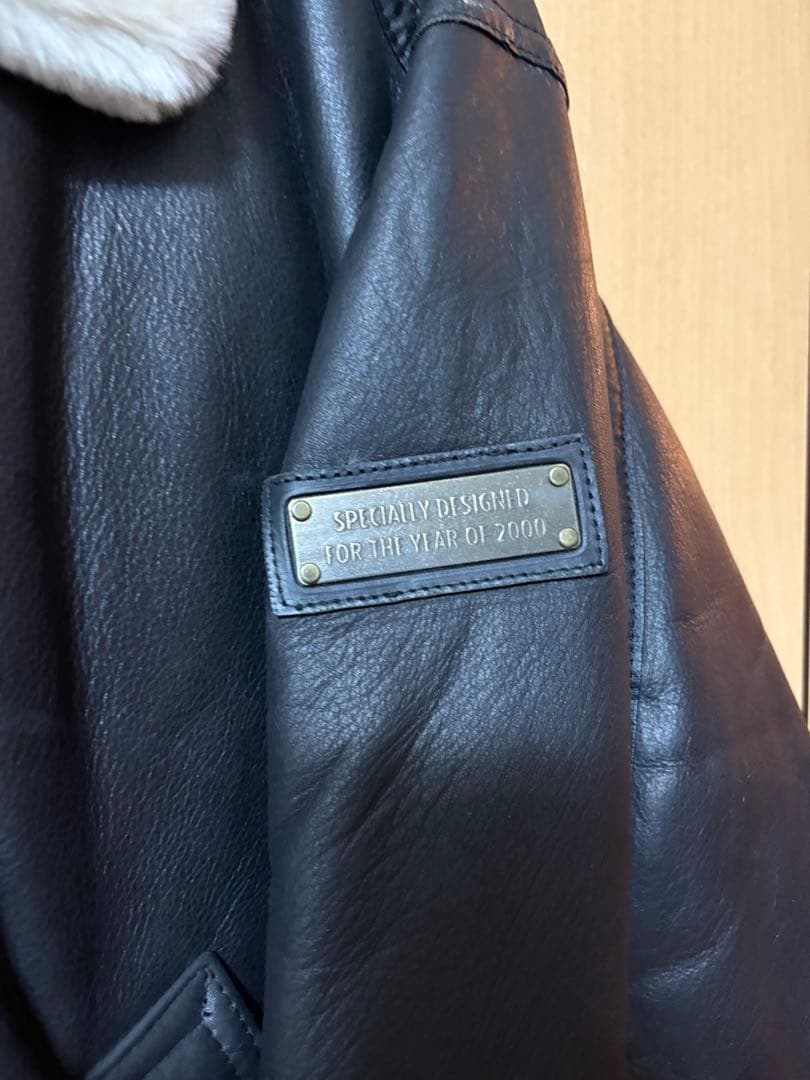 SPECIALLY DESIGNED
FOR THE YEAR OF 2000